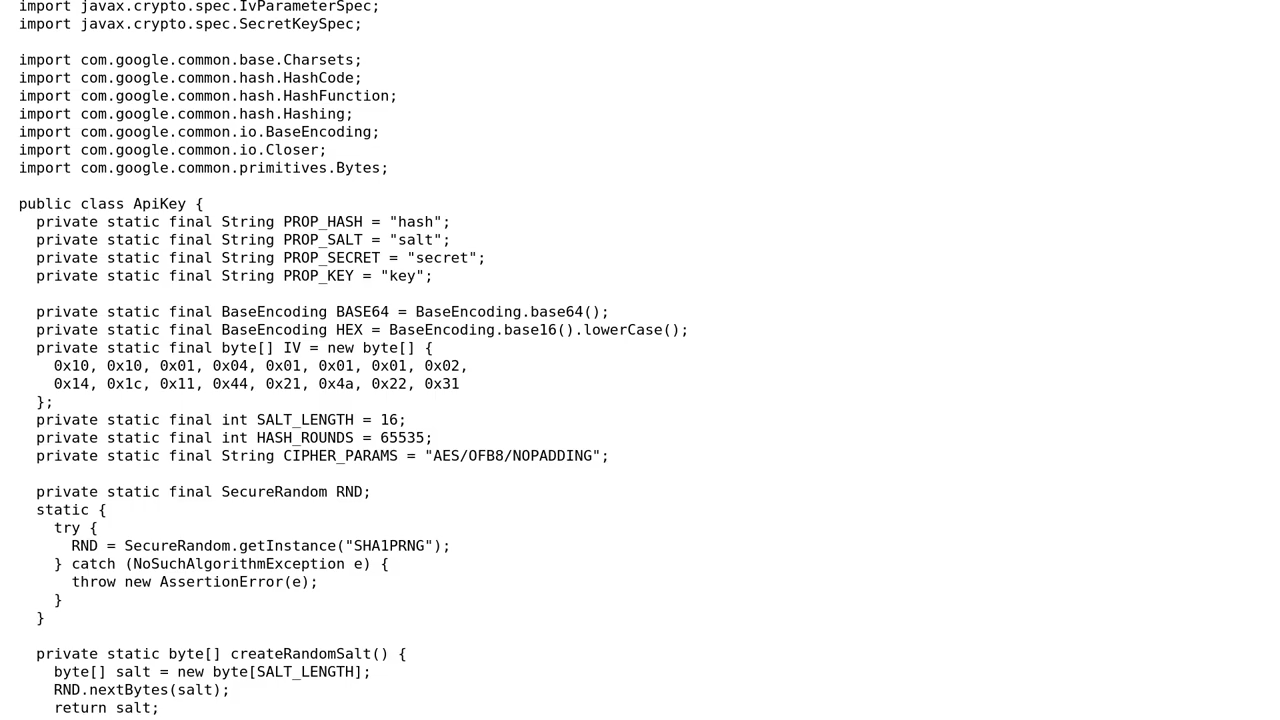 import javax.crypto.spec.IvParameterSpec;
import javax.crypto.spec.SecretKeySpec;

import com.google.common.base.Charsets;
import com.google.common.hash.HashCode;
import com.google.common.hash.HashFunction;
import com.google.common.hash.Hashing;
import com.google.common.io.BaseEncoding;
import com.google.common.io.Closer;
import com.google.common.primitives.Bytes;

public class ApiKey {
  private static final String PROP_HASH = "hash";
  private static final String PROP_SALT = "salt";
  private static final String PROP_SECRET = "secret";
  private static final String PROP_KEY = "key";

  private static final BaseEncoding BASE64 = BaseEncoding.base64();
  private static final BaseEncoding HEX = BaseEncoding.base16().lowerCase();
  private static final byte[] IV = new byte[] {
    0x10, 0x10, 0x01, 0x04, 0x01, 0x01, 0x01, 0x02,
    0x14, 0x1c, 0x11, 0x44, 0x21, 0x4a, 0x22, 0x31
  };
  private static final int SALT_LENGTH = 16;
  private static final int HASH_ROUNDS = 65535;
  private static final String CIPHER_PARAMS = "AES/OFB8/NOPADDING";

  private static final SecureRandom RND;
  static {
    try {
      RND = SecureRandom.getInstance("SHA1PRNG");
    } catch (NoSuchAlgorithmException e) {
      throw new AssertionError(e);
    }
  }

  private static byte[] createRandomSalt() {
    byte[] salt = new byte[SALT_LENGTH];
    RND.nextBytes(salt);
    return salt;